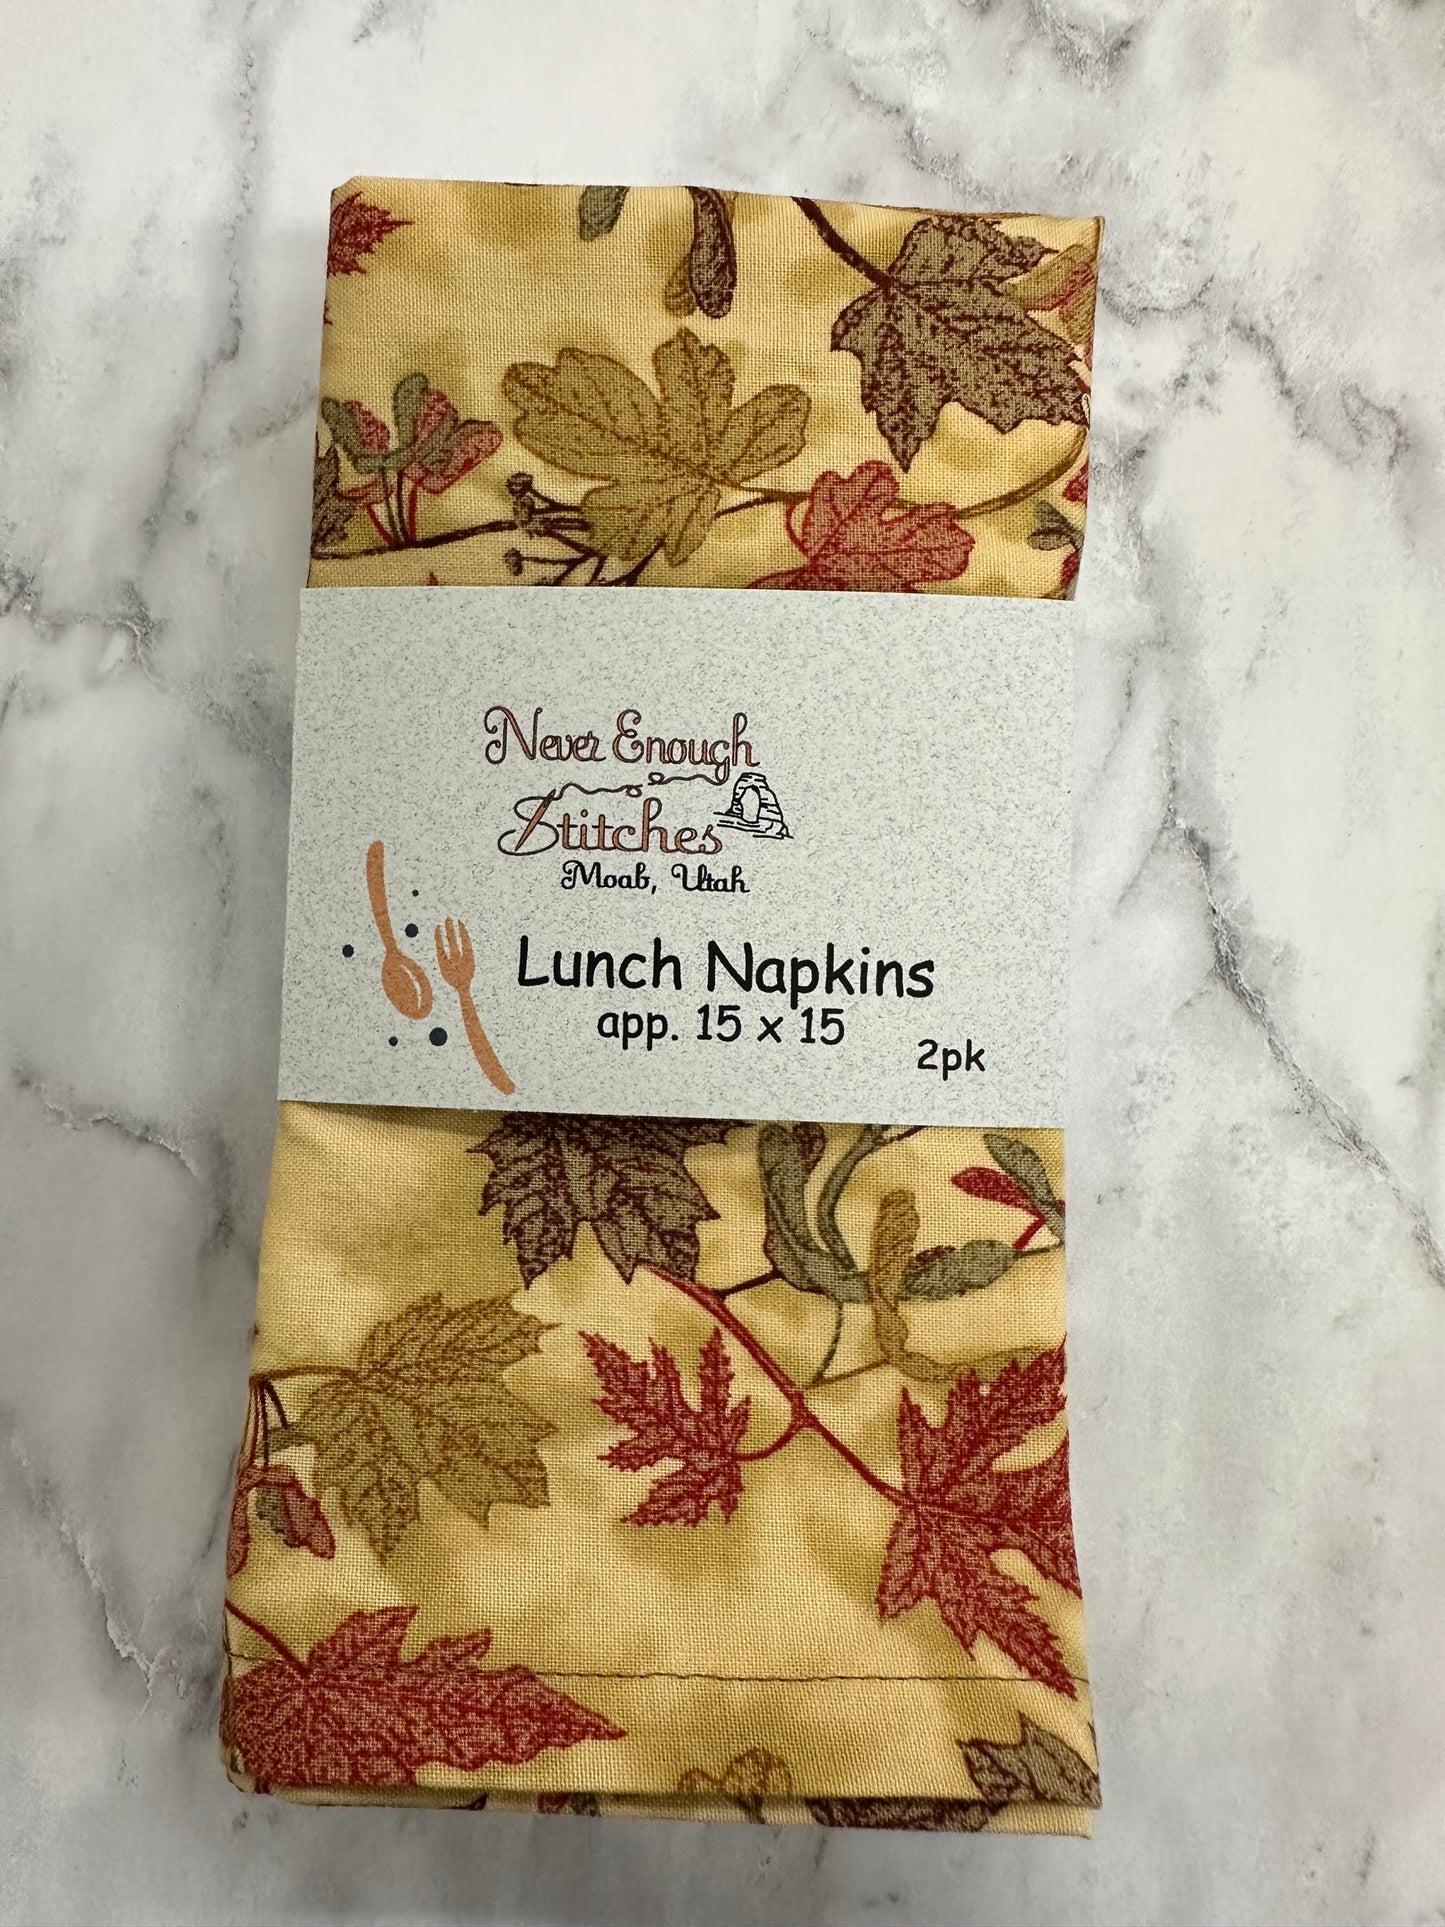 Never Enough
Stitches
Moab, Utah
Lunch Napkins
app. 15 x 15
2pk